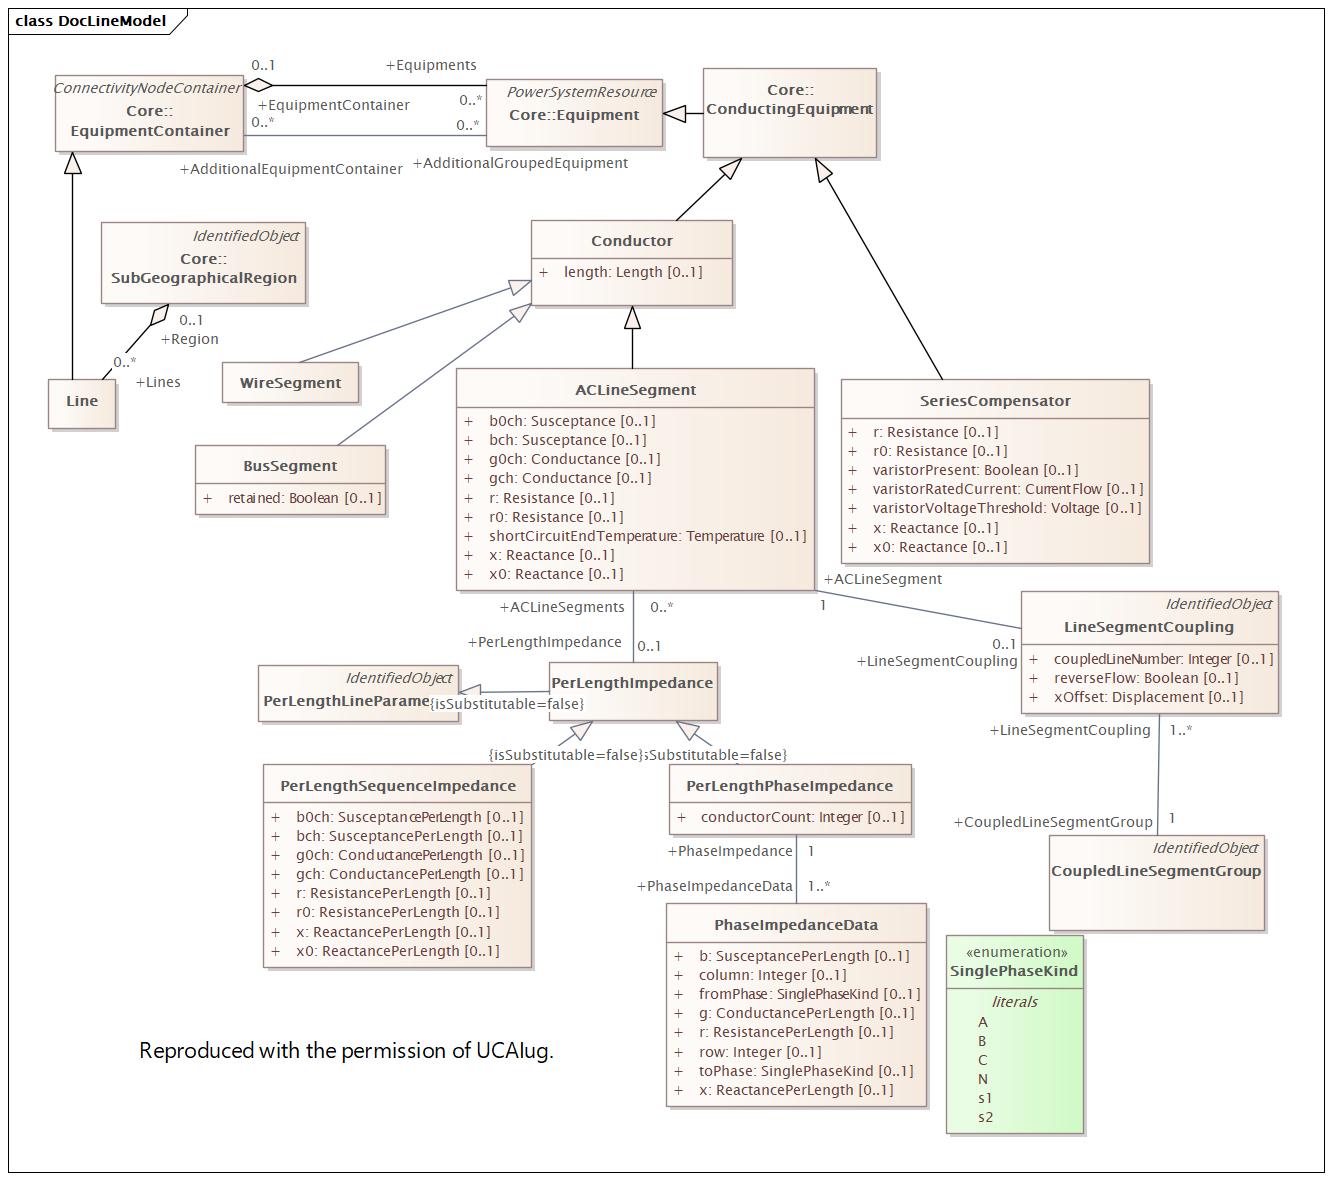 class DocLineModel
0..1
+Equipments
ConnectivityNodeContainer
Core::
EquipmentContainer
+EquipmentContainer
0..*
0..*
0..*
+AdditionalEquipmentContainer
+AdditionalGroupedEquipment
PowerSystemResource
Core::Equipment
Core::
ConductingEquipment
IdentifiedObject
Core::
SubGeographicalRegion
0..1
+Region
0..*
+Lines
Line
Conductor
+ length: Length [0..1]
WireSegment
BusSegment
+ retained: Boolean [0..1]
ACLineSegment
+ b0ch: Susceptance [0..1]
+ bch: Susceptance [0..1]
+ g0ch: Conductance [0..1]
+ gch: Conductance [0..1]
+ r: Resistance [0..1]
+ r0: Resistance [0..1]
+ shortCircuitEndTemperature: Temperature [0..1]
+ x: Reactance [0..1]
+ x0: Reactance [0..1]
SeriesCompensator
+ r: Resistance [0..1]
+ r0: Resistance [0..1]
+ varistorPresent: Boolean [0..1]
+ varistorRatedCurrent: CurrentFlow [0..1]
+ varistorVoltageThreshold: Voltage [0..1]
+ x: Reactance [0..1]
+ x0: Reactance [0..1]
+ACLineSegment
1
0..1
+LineSegmentCoupling
IdentifiedObject
LineSegmentCoupling
+ coupledLineNumber: Integer [0..1]
+ reverseFlow: Boolean [0..1]
+ xOffset: Displacement [0..1]
+LineSegmentCoupling 1..*
+CoupledLineSegmentGroup 1
IdentifiedObject
CoupledLineSegmentGroup
+ACLineSegments 0..*
+PerLengthImpedance 0..1
IdentifiedObject
PerLengthLineParame
{isSubstitutable=false}
PerLengthImpedance
{isSubstitutable=false}
sSubstitutable=false}
PerLengthSequenceImpedance
+ b0ch: SusceptancePerLength [0..1]
+ bch: SusceptancePerLength [0..1]
+ g0ch: ConductancePerLength [0..1]
+ gch: ConductancePerLength [0..1]
+ r: ResistancePerLength [0..1]
+ r0: ResistancePerLength [0..1]
+ x: ReactancePerLength [0..1]
+ x0: ReactancePerLength [0..1]
PerLengthPhaseImpedance
+ conductorCount: Integer [0..1]
+PhaseImpedance 1
+PhaseImpedanceData 1..*
PhaseImpedanceData
+ b: SusceptancePerLength [0..1]
+ column: Integer [0..1]
+ fromPhase: SinglePhaseKind [0..1]
+ g: ConductancePerLength [0..1]
+ r: ResistancePerLength [0..1]
+ row: Integer [0..1]
+ toPhase: SinglePhaseKind [0..1]
+ x: ReactancePerLength [0..1]
«enumeration»
SinglePhaseKind
literals
A
B
C
N
s1
s2
Reproduced with the permission of UCAIug.